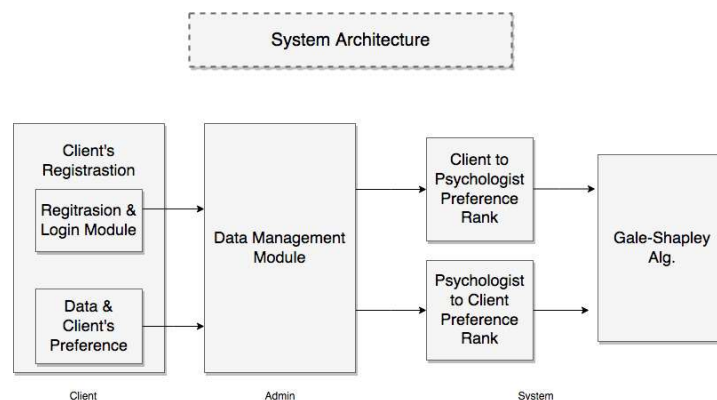 System Architecture
Client's
Registrastion
Regitrasion &
Login Module
Data &
Client's
Preference
Data Management
Module
Client to
Psychologist
Preference
Rank
Psychologist
to Client
Preference
Rank
Gale-Shapley
Alg.
Client
Admin
System